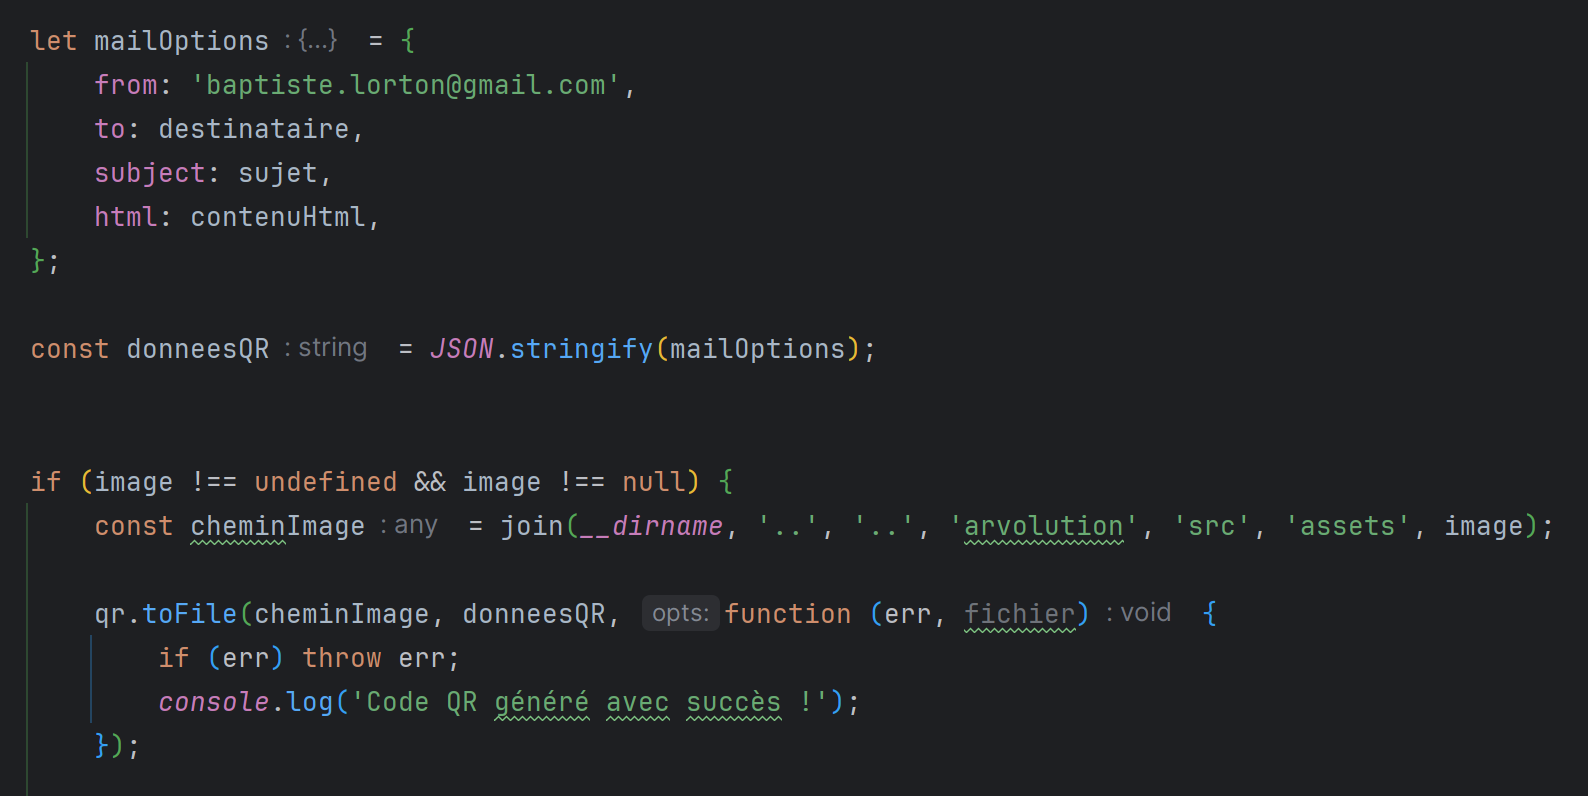 let mailOptions : {...} = {
    from: 'baptiste.lorton@gmail.com',
    to: destinataire,
    subject: sujet,
    html: contenuHtml,
};
const donneesQR : string = JSON.stringify(mailOptions);
if (image !== undefined && image !== null) {
    const cheminImage : any = join(__dirname, '..', '..', 'arvolution', 'src', 'assets', image);
    qr.toFile(cheminImage, donneesQR, opts: function (err, fichier) : void {
        if (err) throw err;
        console.log('Code QR généré avec succès !');
    });